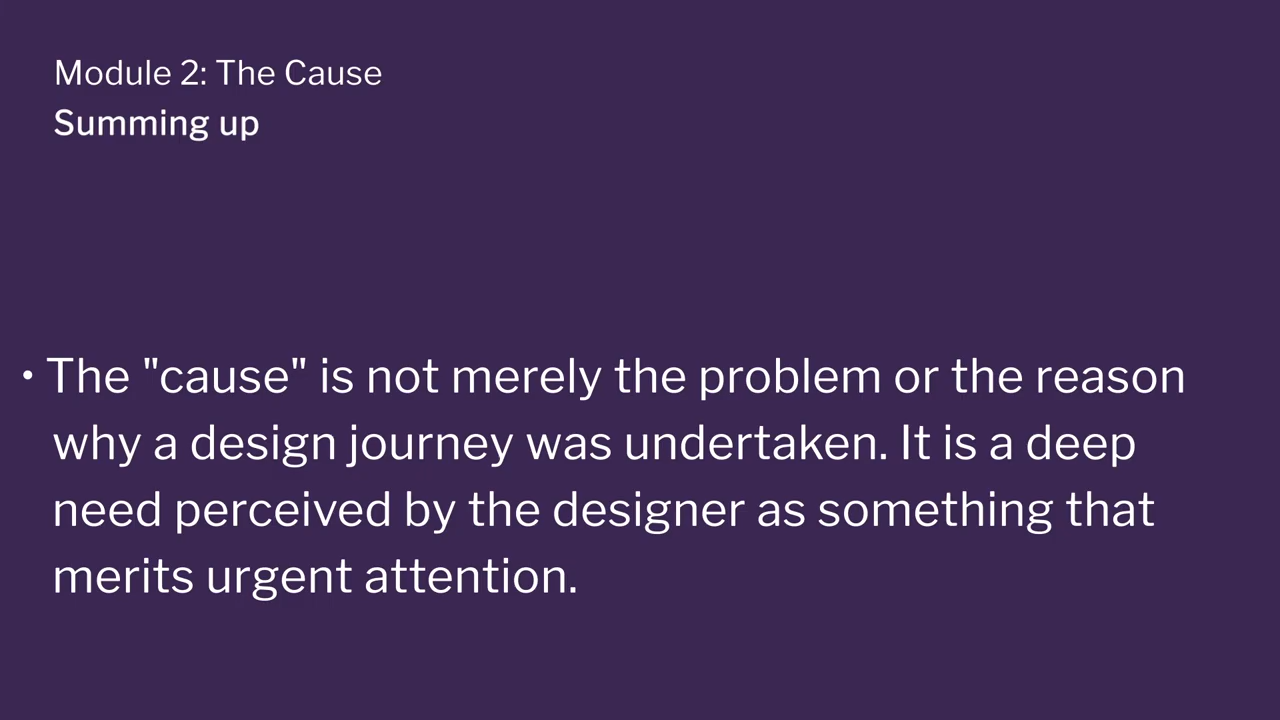 Module 2: The Cause
Summing up
• The "cause" is not merely the problem or the reason
why a design journey was undertaken. It is a deep
need perceived by the designer as something that
merits urgent attention.